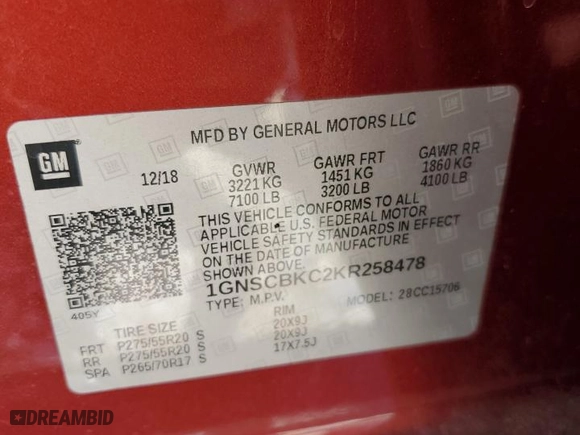 MFD BY GENERAL MOTORS LLC
GM
12/18 GVWR GAWR FRT GAWR RR
3221 KG 1451 KG 1860 KG
7100 LB 3200 LB 4100 LB
THIS VEHICLE CONFORMS TO ALL
APPLICABLE U.S. FEDERAL MOTOR
VEHICLE SAFETY STANDARDS IN EFFECT
ON THE DATE OF MANUFACTURE
SHOWN ABOVE.
1GNSCBKC2KR258478
405Y
TYPE: M.P.V. MODEL: 28CC15706
TIRE SIZE RIM
FRT P275/55R20 S 20X9J
RR P275/55R20 S 20X9J
SPA P265/70R17 S 17X7.5J
DREAMBID